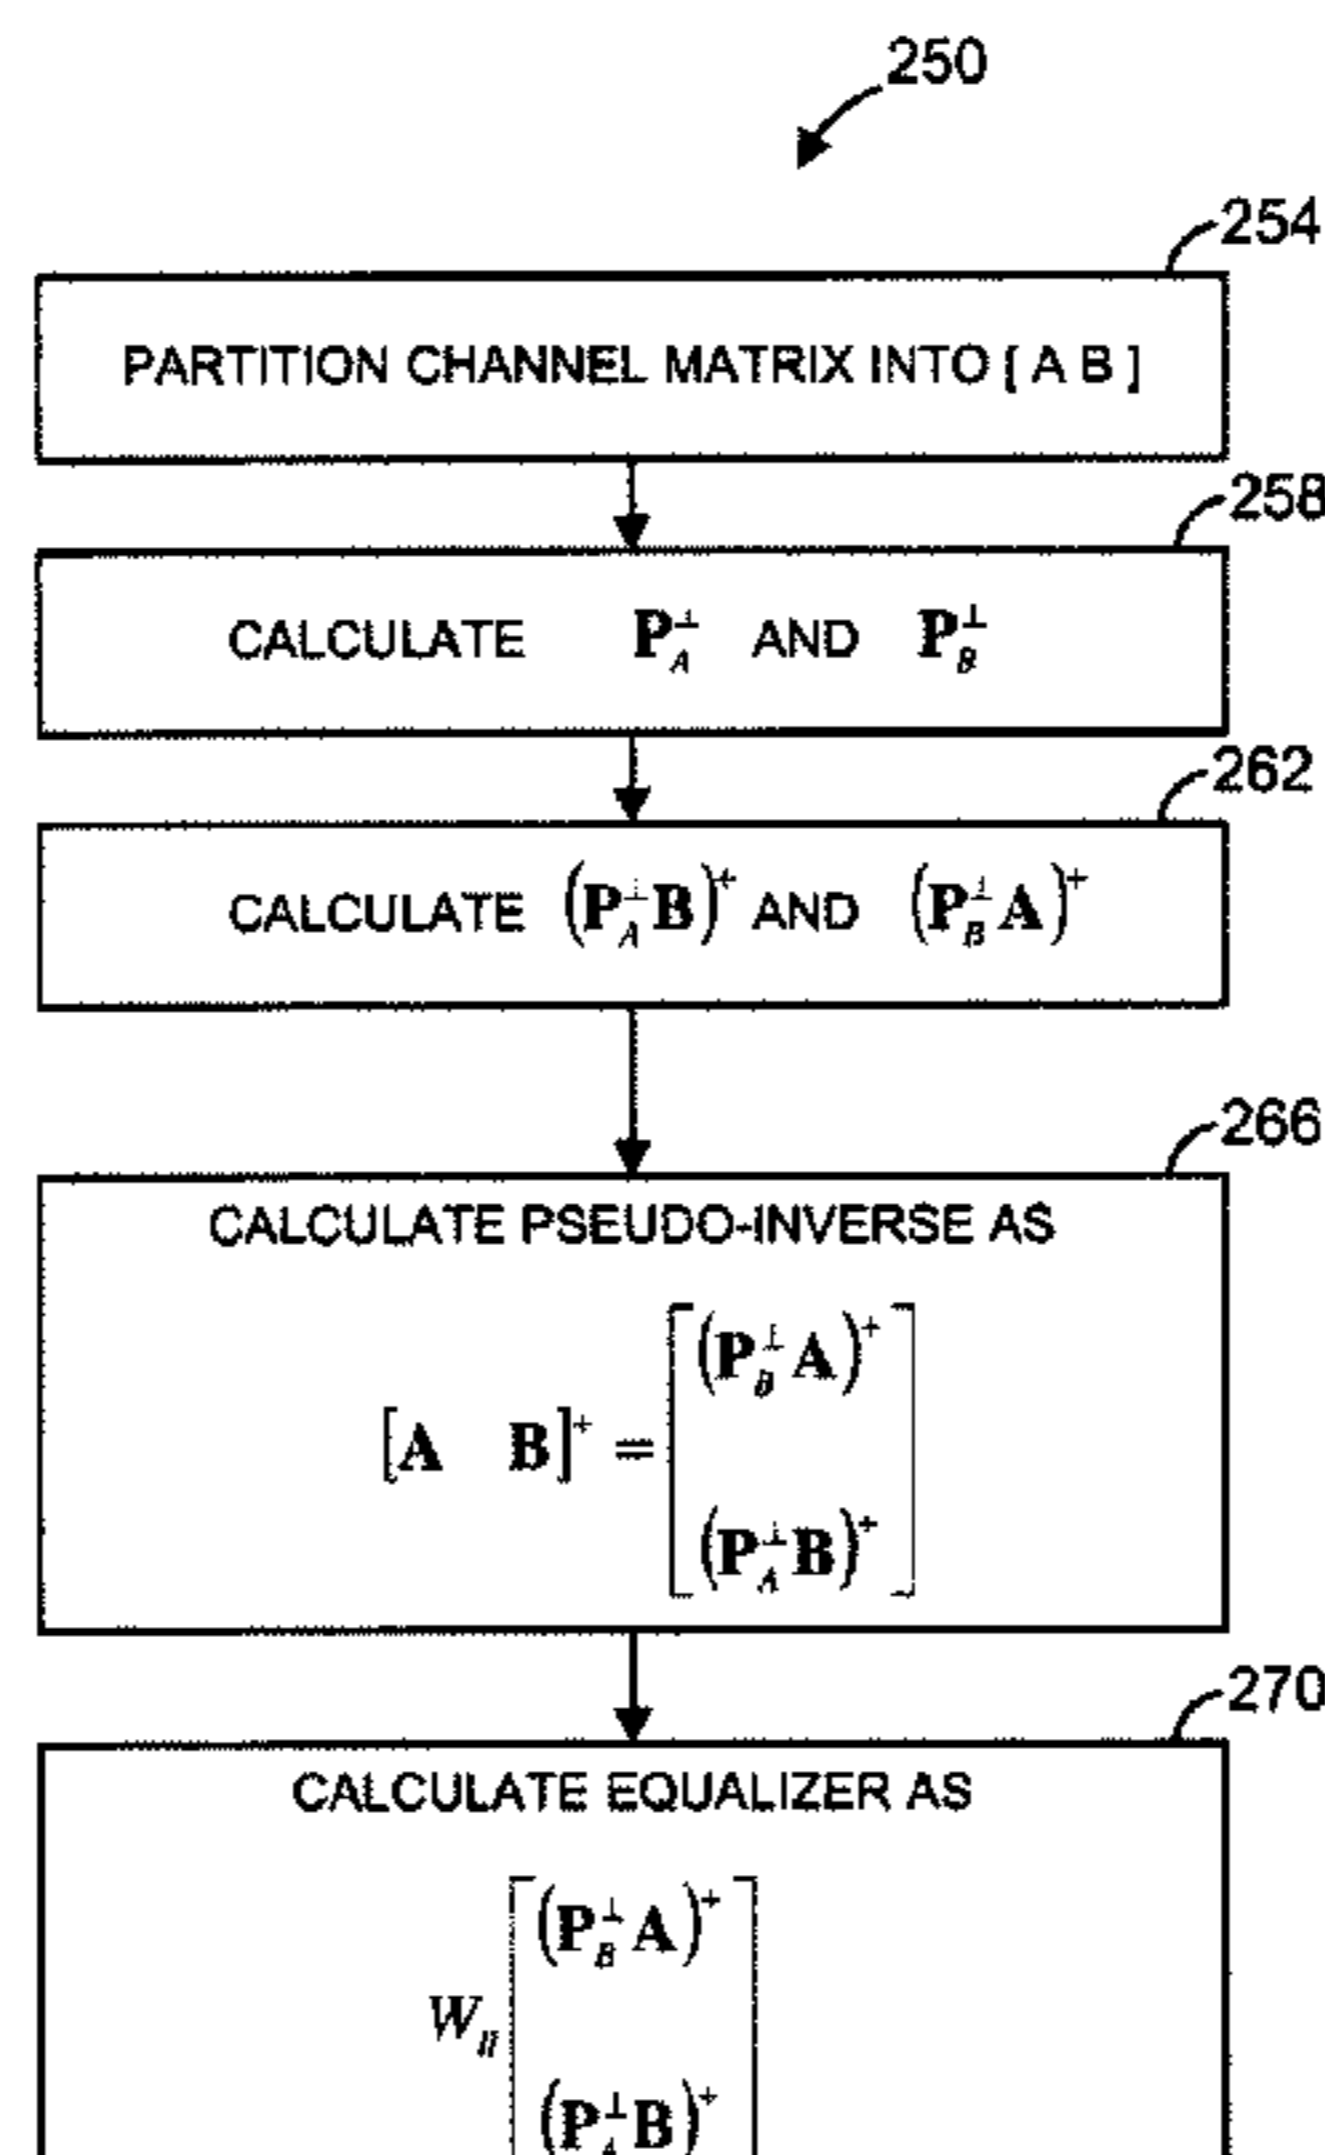 250
254
PARTITION CHANNEL MATRIX INTO [ A B ]
258
CALCULATE P_A^⊥ AND P_B^⊥
262
CALCULATE (P_A^⊥ B)^+ AND (P_B^⊥ A)^+
266
CALCULATE PSEUDO-INVERSE AS
(P_B^⊥ A)^+
[A B]^+ =
(P_A^⊥ B)^+
270
CALCULATE EQUALIZER AS
(P_B^⊥ A)^+
W_II
(P_A^⊥ B)^+